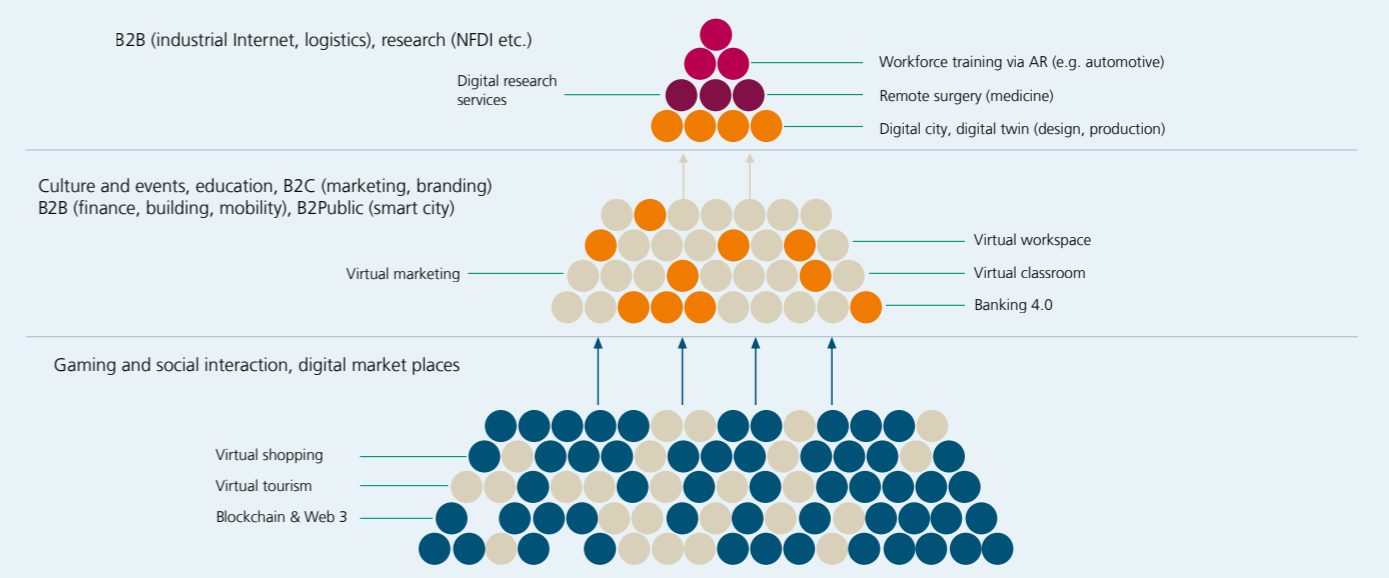 B2B (industrial Internet, logistics), research (NFDI etc.)
Digital research
services
Workforce training via AR (e.g. automotive)
Remote surgery (medicine)
Digital city, digital twin (design, production)
Culture and events, education, B2C (marketing, branding)
B2B (finance, building, mobility), B2Public (smart city)
Virtual marketing
Virtual workspace
Virtual classroom
Banking 4.0
Gaming and social interaction, digital market places
Virtual shopping
Virtual tourism
Blockchain & Web 3